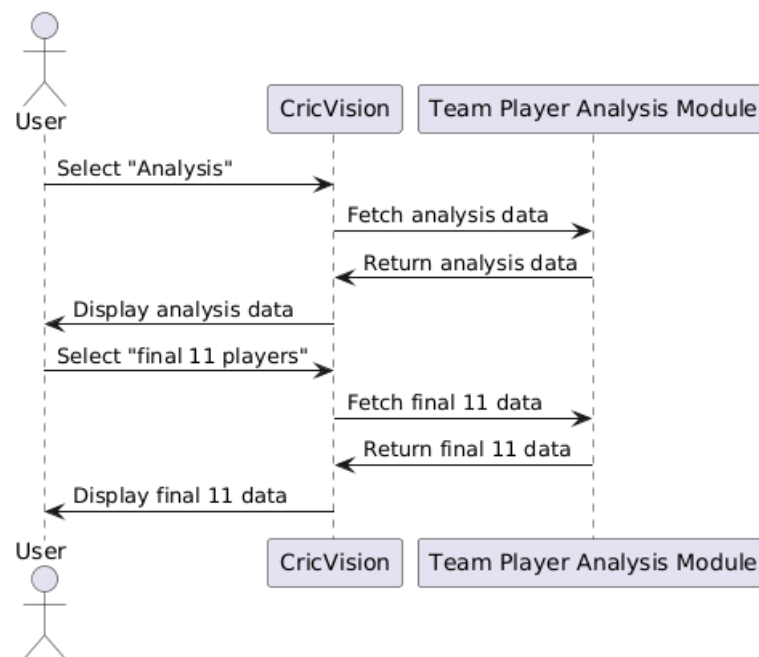 User
CricVision
Team Player Analysis Module
Select "Analysis"
Fetch analysis data
Return analysis data
Display analysis data
Select "final 11 players"
Fetch final 11 data
Return final 11 data
Display final 11 data
User
CricVision
Team Player Analysis Module